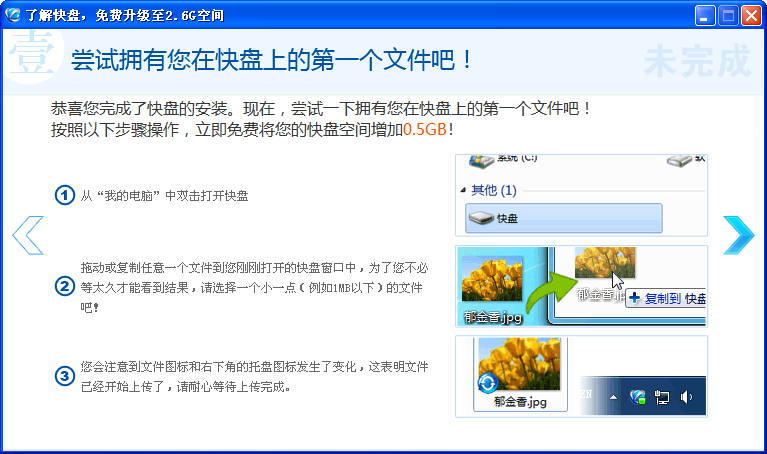 了解快盘，免费升级至2.6G空间
壹
尝试拥有您在快盘上的第一个文件吧！
未完成
恭喜您完成了快盘的安装。现在，尝试一下拥有您在快盘上的第一个文件吧！
按照以下步骤操作，立即免费将您的快盘空间增加0.5GB！
1 从“我的电脑”中双击打开快盘
系统 (C:)
软
其他 (1)
快盘
2 拖动或复制任意一个文件到您刚刚打开的快盘窗口中，为了您不必
等太久才能看到结果，请选择一个小一点（例如1MB以下）的文件
吧！
郁金香.jpg
郁金香.j
复制到 快盘
3 您会注意到文件图标和右下角的托盘图标发生了变化，这表明文件
已经开始上传了，请耐心等待上传完成。
郁金香.jpg
EN